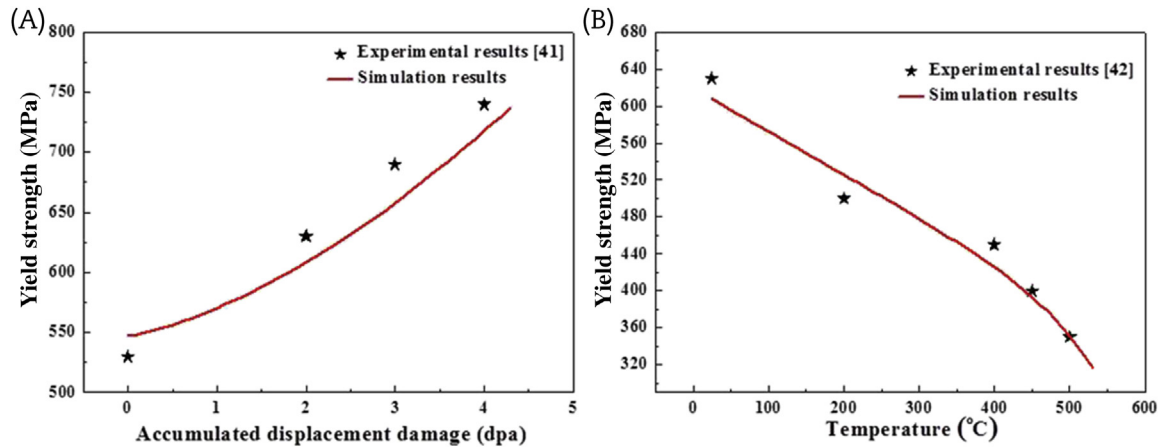 (A)
800
750
700
650
600
550
500
Yield strength (MPa)
Experimental results [41]
Simulation results
0 1 2 3 4 5
Accumulated displacement damage (dpa)
(B)
680
640
600
560
520
480
440
400
360
320
Yield strength (MPa)
Experimental results [42]
Simulation results
0 100 200 300 400 500 600
Temperature (°C)